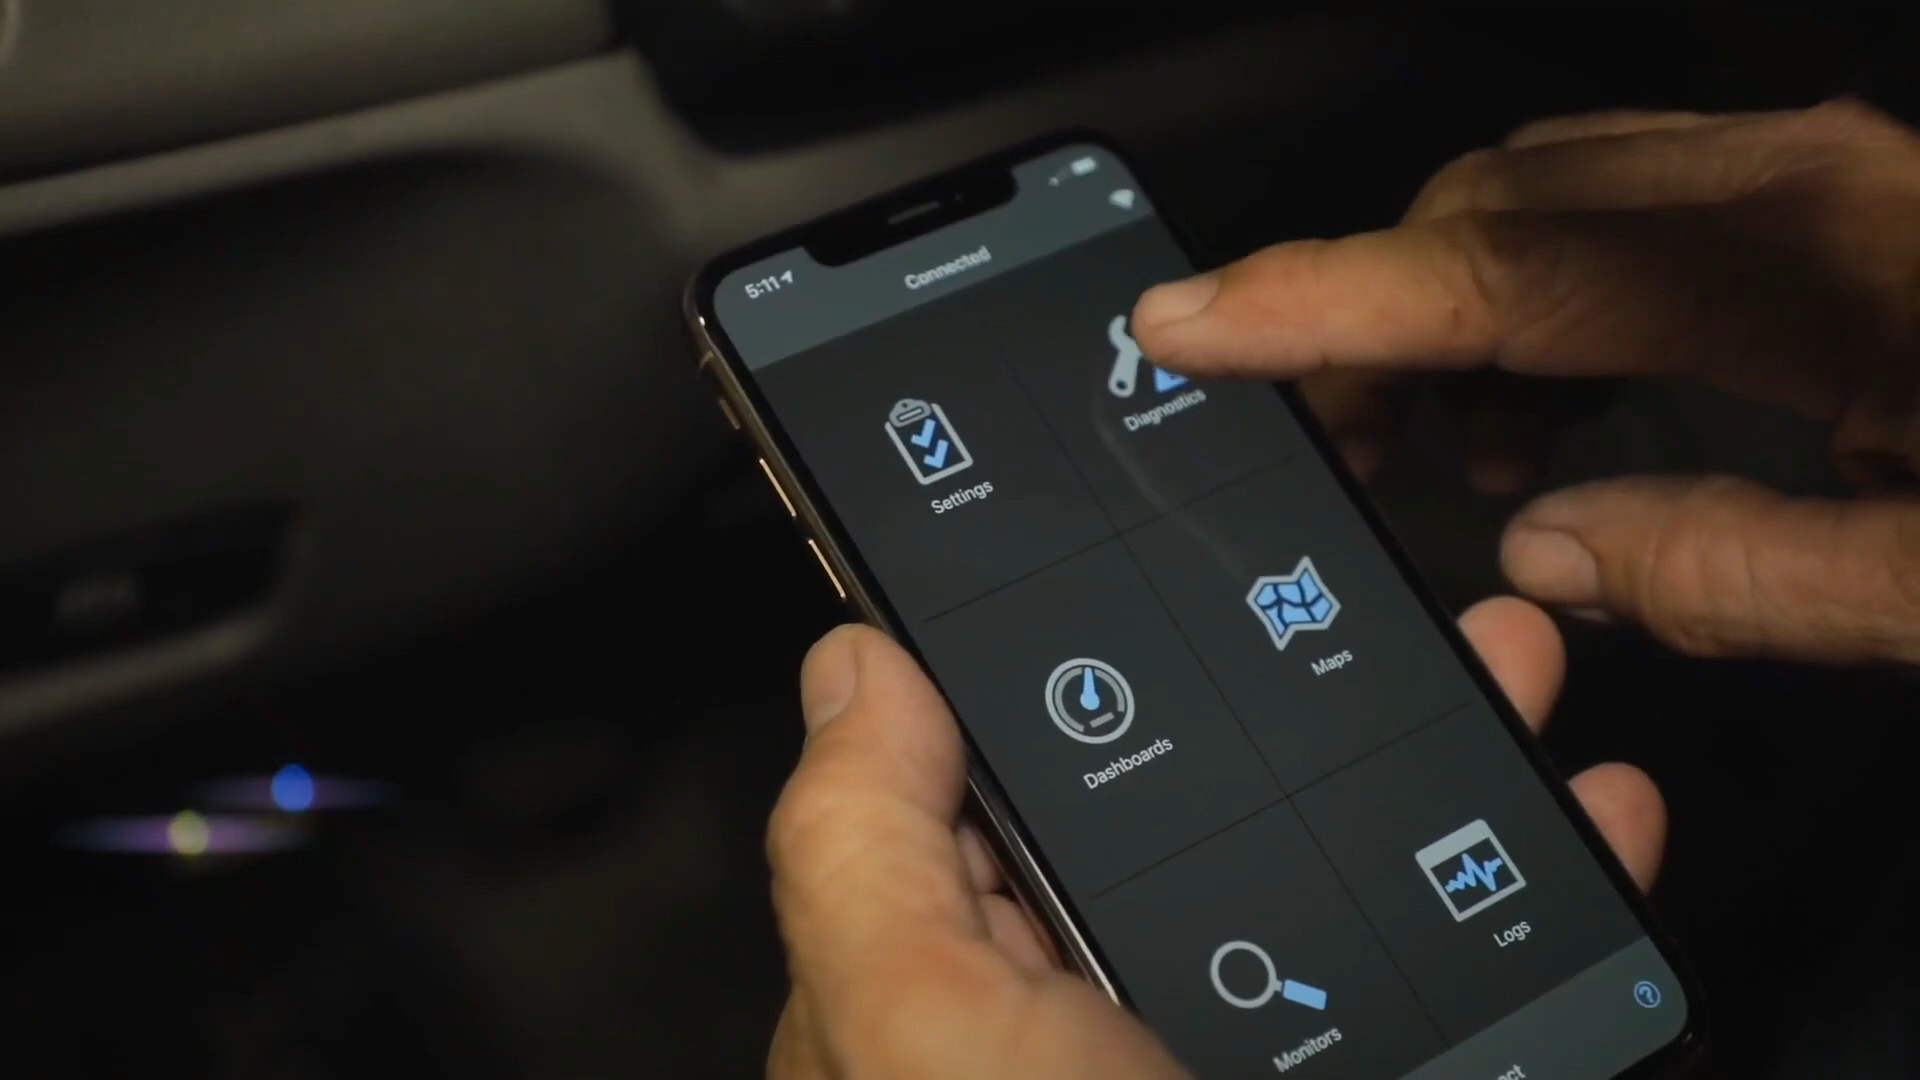 5:11
Connected
Settings
Diagnostics
Dashboards
Maps
Monitors
Logs
?